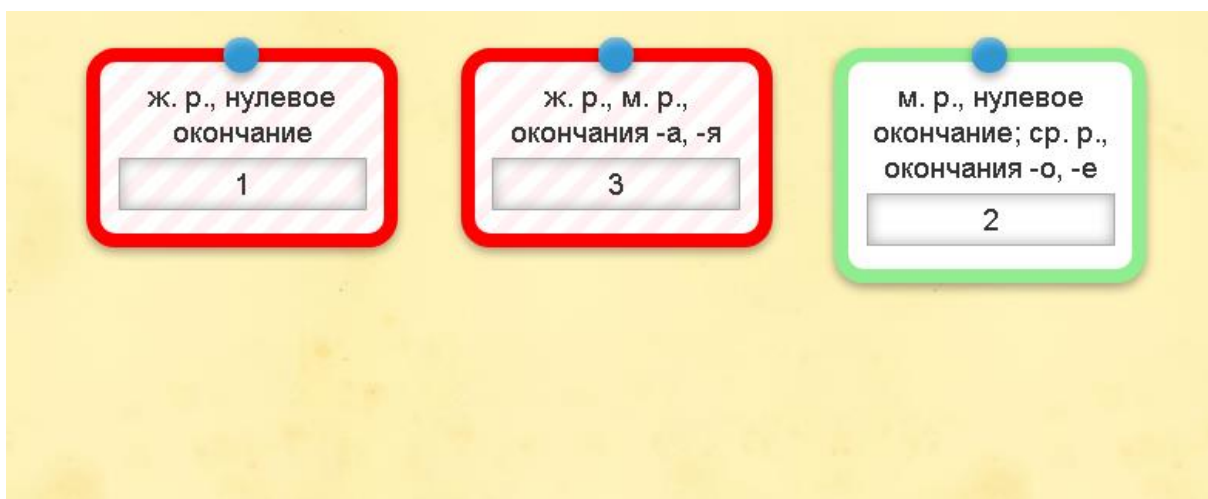 ж. р., нулевое
окончание
1
ж. р., м. р.,
окончания -а, -я
3
м. р., нулевое
окончание; ср. р.,
окончания -о, -е
2